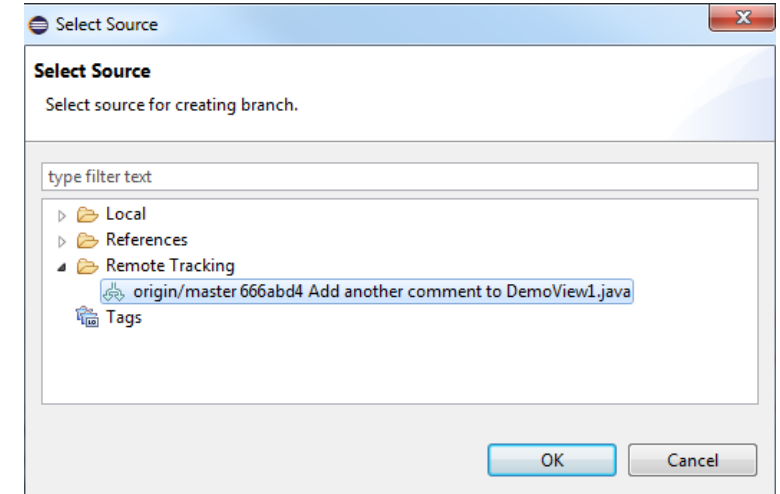 Select Source
Select Source
Select source for creating branch.
type filter text
Local
References
Remote Tracking
origin/master 666abd4 Add another comment to DemoView1.java
Tags
OK Cancel